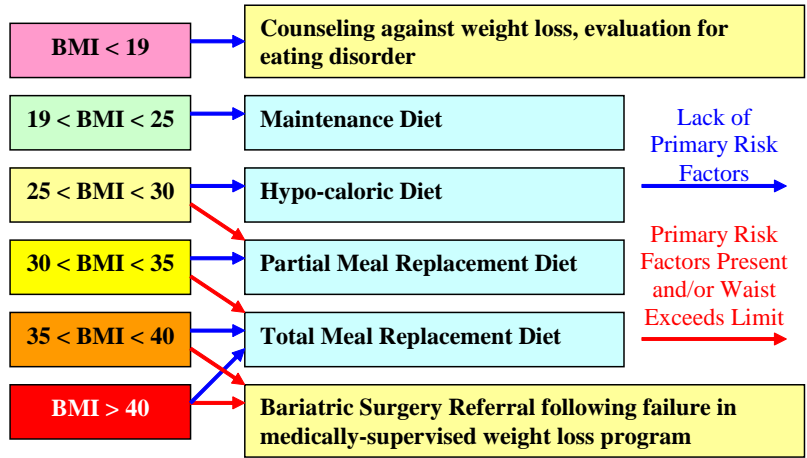 BMI < 19
Counseling against weight loss, evaluation for
eating disorder
19 < BMI < 25
Maintenance Diet
Lack of
Primary Risk
Factors
25 < BMI < 30
Hypo-caloric Diet
30 < BMI < 35
Partial Meal Replacement Diet
Primary Risk
Factors Present
and/or Waist
Exceeds Limit
35 < BMI < 40
Total Meal Replacement Diet
BMI > 40
Bariatric Surgery Referral following failure in
medically-supervised weight loss program